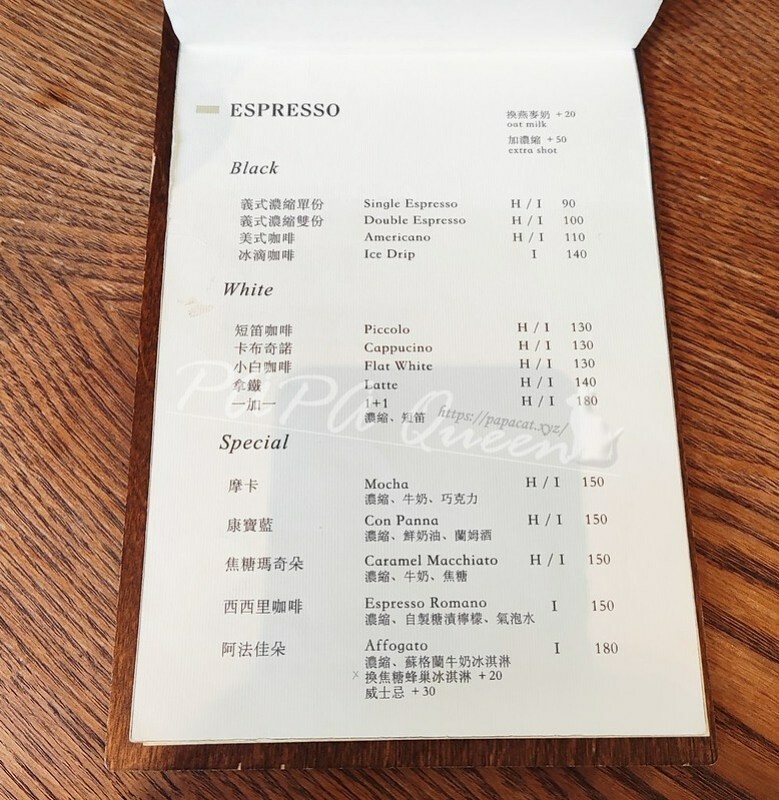 ESPRESSO
換燕麥奶 +20
oat milk
加濃縮 +50
extra shot
Black
義式濃縮單份 Single Espresso H / I 90
義式濃縮雙份 Double Espresso H / I 100
美式咖啡 Americano H / I 110
冰滴咖啡 Ice Drip I 140
White
短笛咖啡 Piccolo H / I 130
卡布奇諾 Cappucino H / I 130
小白咖啡 Flat White H / I 130
拿鐵 Latte H / I 140
一加一 1+1 H / I 180
濃縮、短笛
PaPa Queen
https://papacat.xyz/
Special
摩卡 Mocha H / I 150
濃縮、牛奶、巧克力
康寶藍 Con Panna H / I 150
濃縮、鮮奶油、蘭姆酒
焦糖瑪奇朵 Caramel Macchiato H / I 150
濃縮、牛奶、焦糖
西西里咖啡 Espresso Romano I 150
濃縮、自製糖漬檸檬、氣泡水
阿法佳朵 Affogato I 180
濃縮、蘇格蘭牛奶冰淇淋
x 換焦糖蜂巢冰淇淋 +20
威士忌 +30